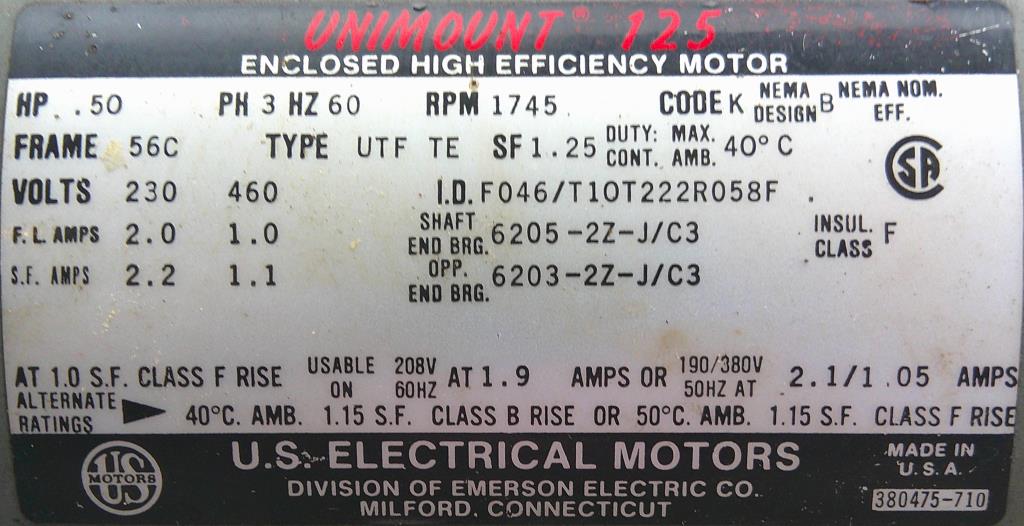 UNIMOUNT® 125
ENCLOSED HIGH EFFICIENCY MOTOR
HP .50 PH 3 HZ 60 RPM 1745 CODE K NEMA DESIGN B NEMA NOM. EFF.
FRAME 56C TYPE UTF TE SF 1.25 DUTY: CONT. MAX. AMB. 40°C
SA
VOLTS 230 460 I.D. F046/T10T222R058F
F.L. AMPS 2.0 1.0 SHAFT END BRG. 6205-2Z-J/C3 INSUL. CLASS F
S.F. AMPS 2.2 1.1 OPP. END BRG. 6203-2Z-J/C3
AT 1.0 S.F. CLASS F RISE USABLE ON 208V 60HZ AT 1.9 AMPS OR 190/380V 50HZ AT 2.1/1.05 AMPS
ALTERNATE RATINGS 40°C. AMB. 1.15 S.F. CLASS B RISE OR 50°C. AMB. 1.15 S.F. CLASS F RISE
US MOTORS
U.S. ELECTRICAL MOTORS
DIVISION OF EMERSON ELECTRIC CO.
MILFORD, CONNECTICUT
MADE IN
U.S.A.
380475-710